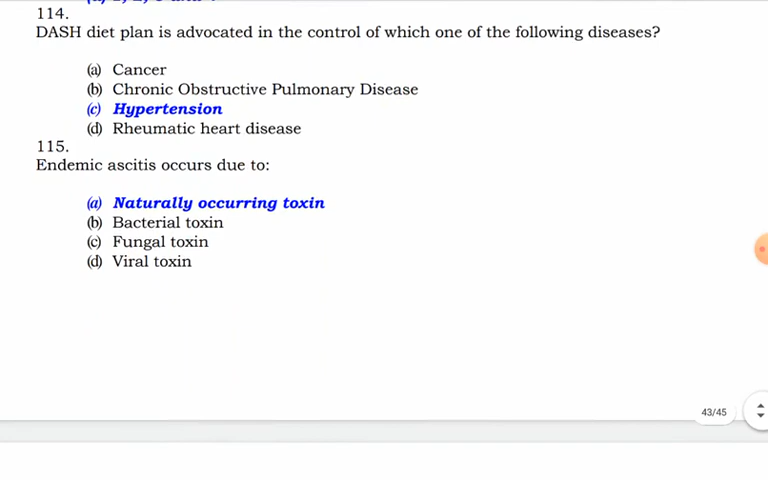 114.
DASH diet plan is advocated in the control of which one of the following diseases?
(a) Cancer
(b) Chronic Obstructive Pulmonary Disease
(c) Hypertension
(d) Rheumatic heart disease
115.
Endemic ascitis occurs due to:
(a) Naturally occurring toxin
(b) Bacterial toxin
(c) Fungal toxin
(d) Viral toxin
43/45